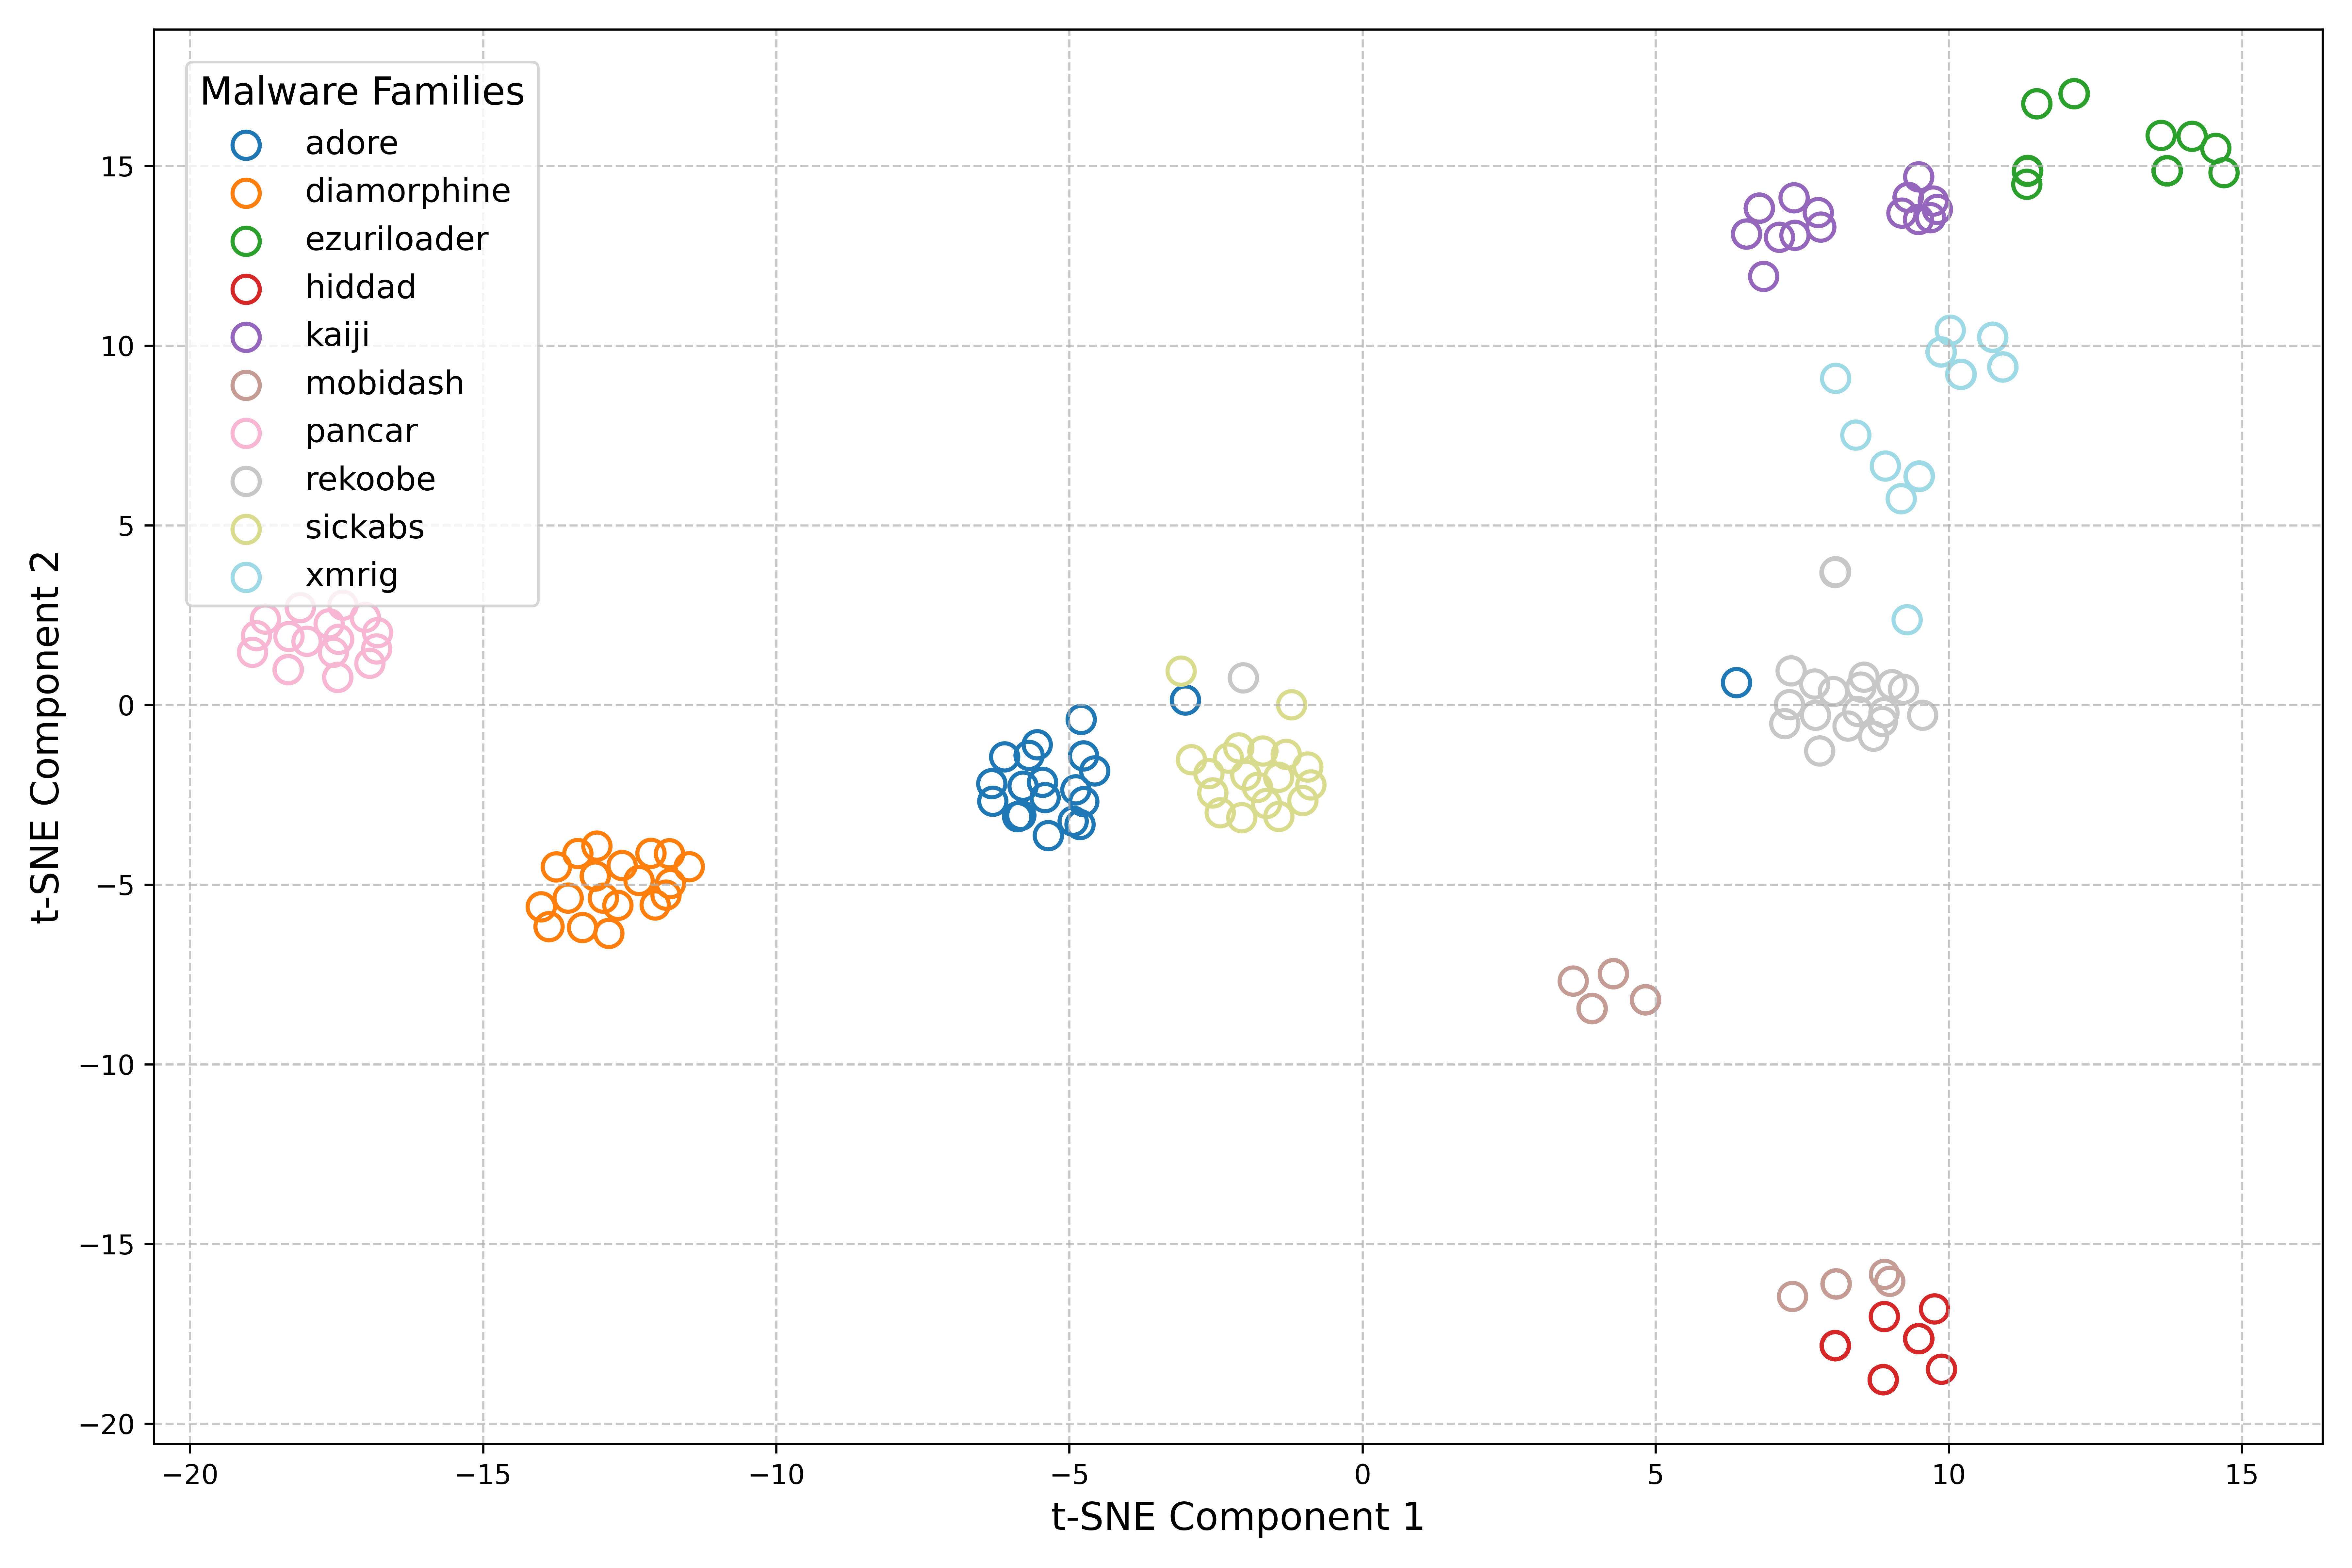 Malware Families
adore
diamorphine
ezuriloader
hiddad
kaiji
mobidash
pancar
rekoobe
sickabs
xmrig
15
10
5
0
−5
−10
−15
−20
t-SNE Component 2
−20 −15 −10 −5 0 5 10 15
t-SNE Component 1